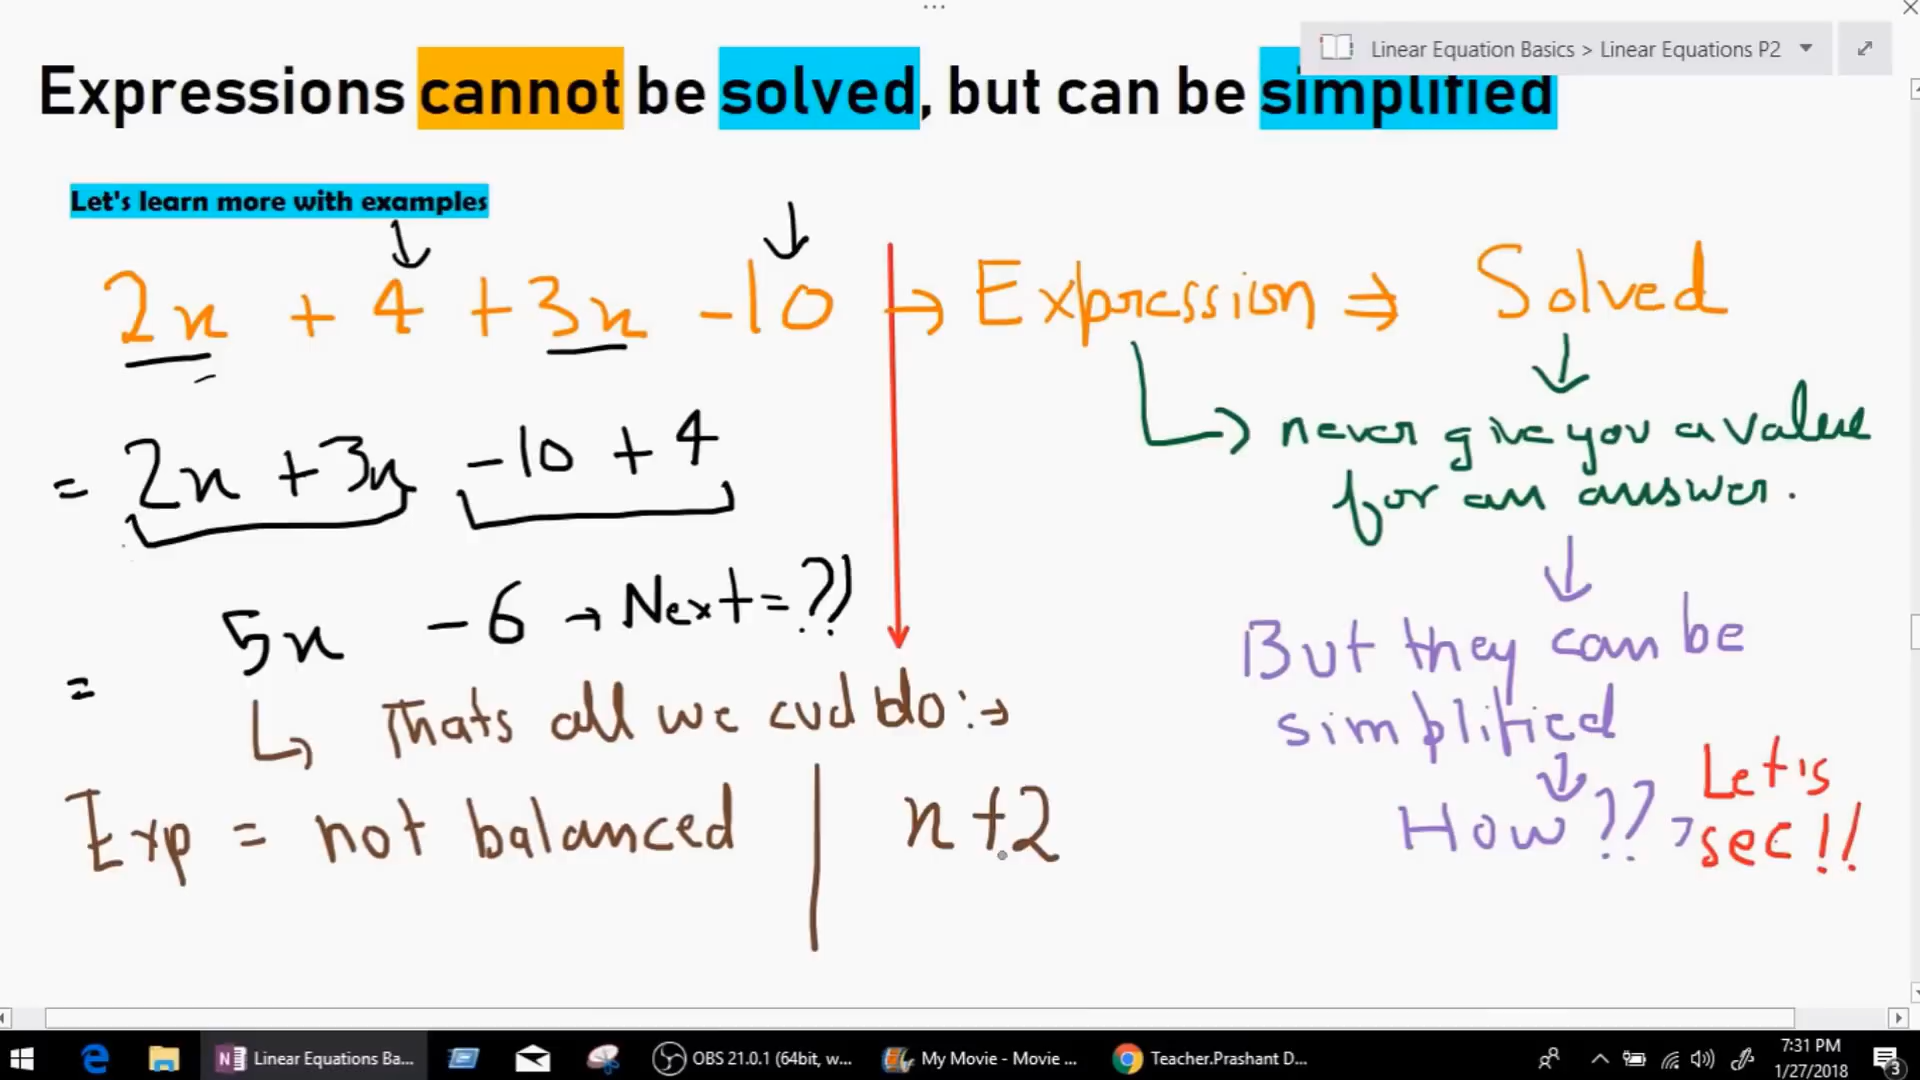 Linear Equation Basics > Linear Equations P2
Expressions cannot be solved, but can be simplified
Let's learn more with examples
2x + 4 + 3x - 10 → Expression ⇒ Solved
never give you a value
for an answer.
= 2x + 3x - 10 + 4
= 5x - 6 → Next = ??
But they can be
simplified
How ??
Let's
see !!
Thats all we cud do :→
Exp = not balanced
x + 2
Linear Equations Ba...
OBS 21.0.1 (64bit, w...
My Movie - Movie ...
Teacher.Prashant D...
7:31 PM
1/27/2018
3